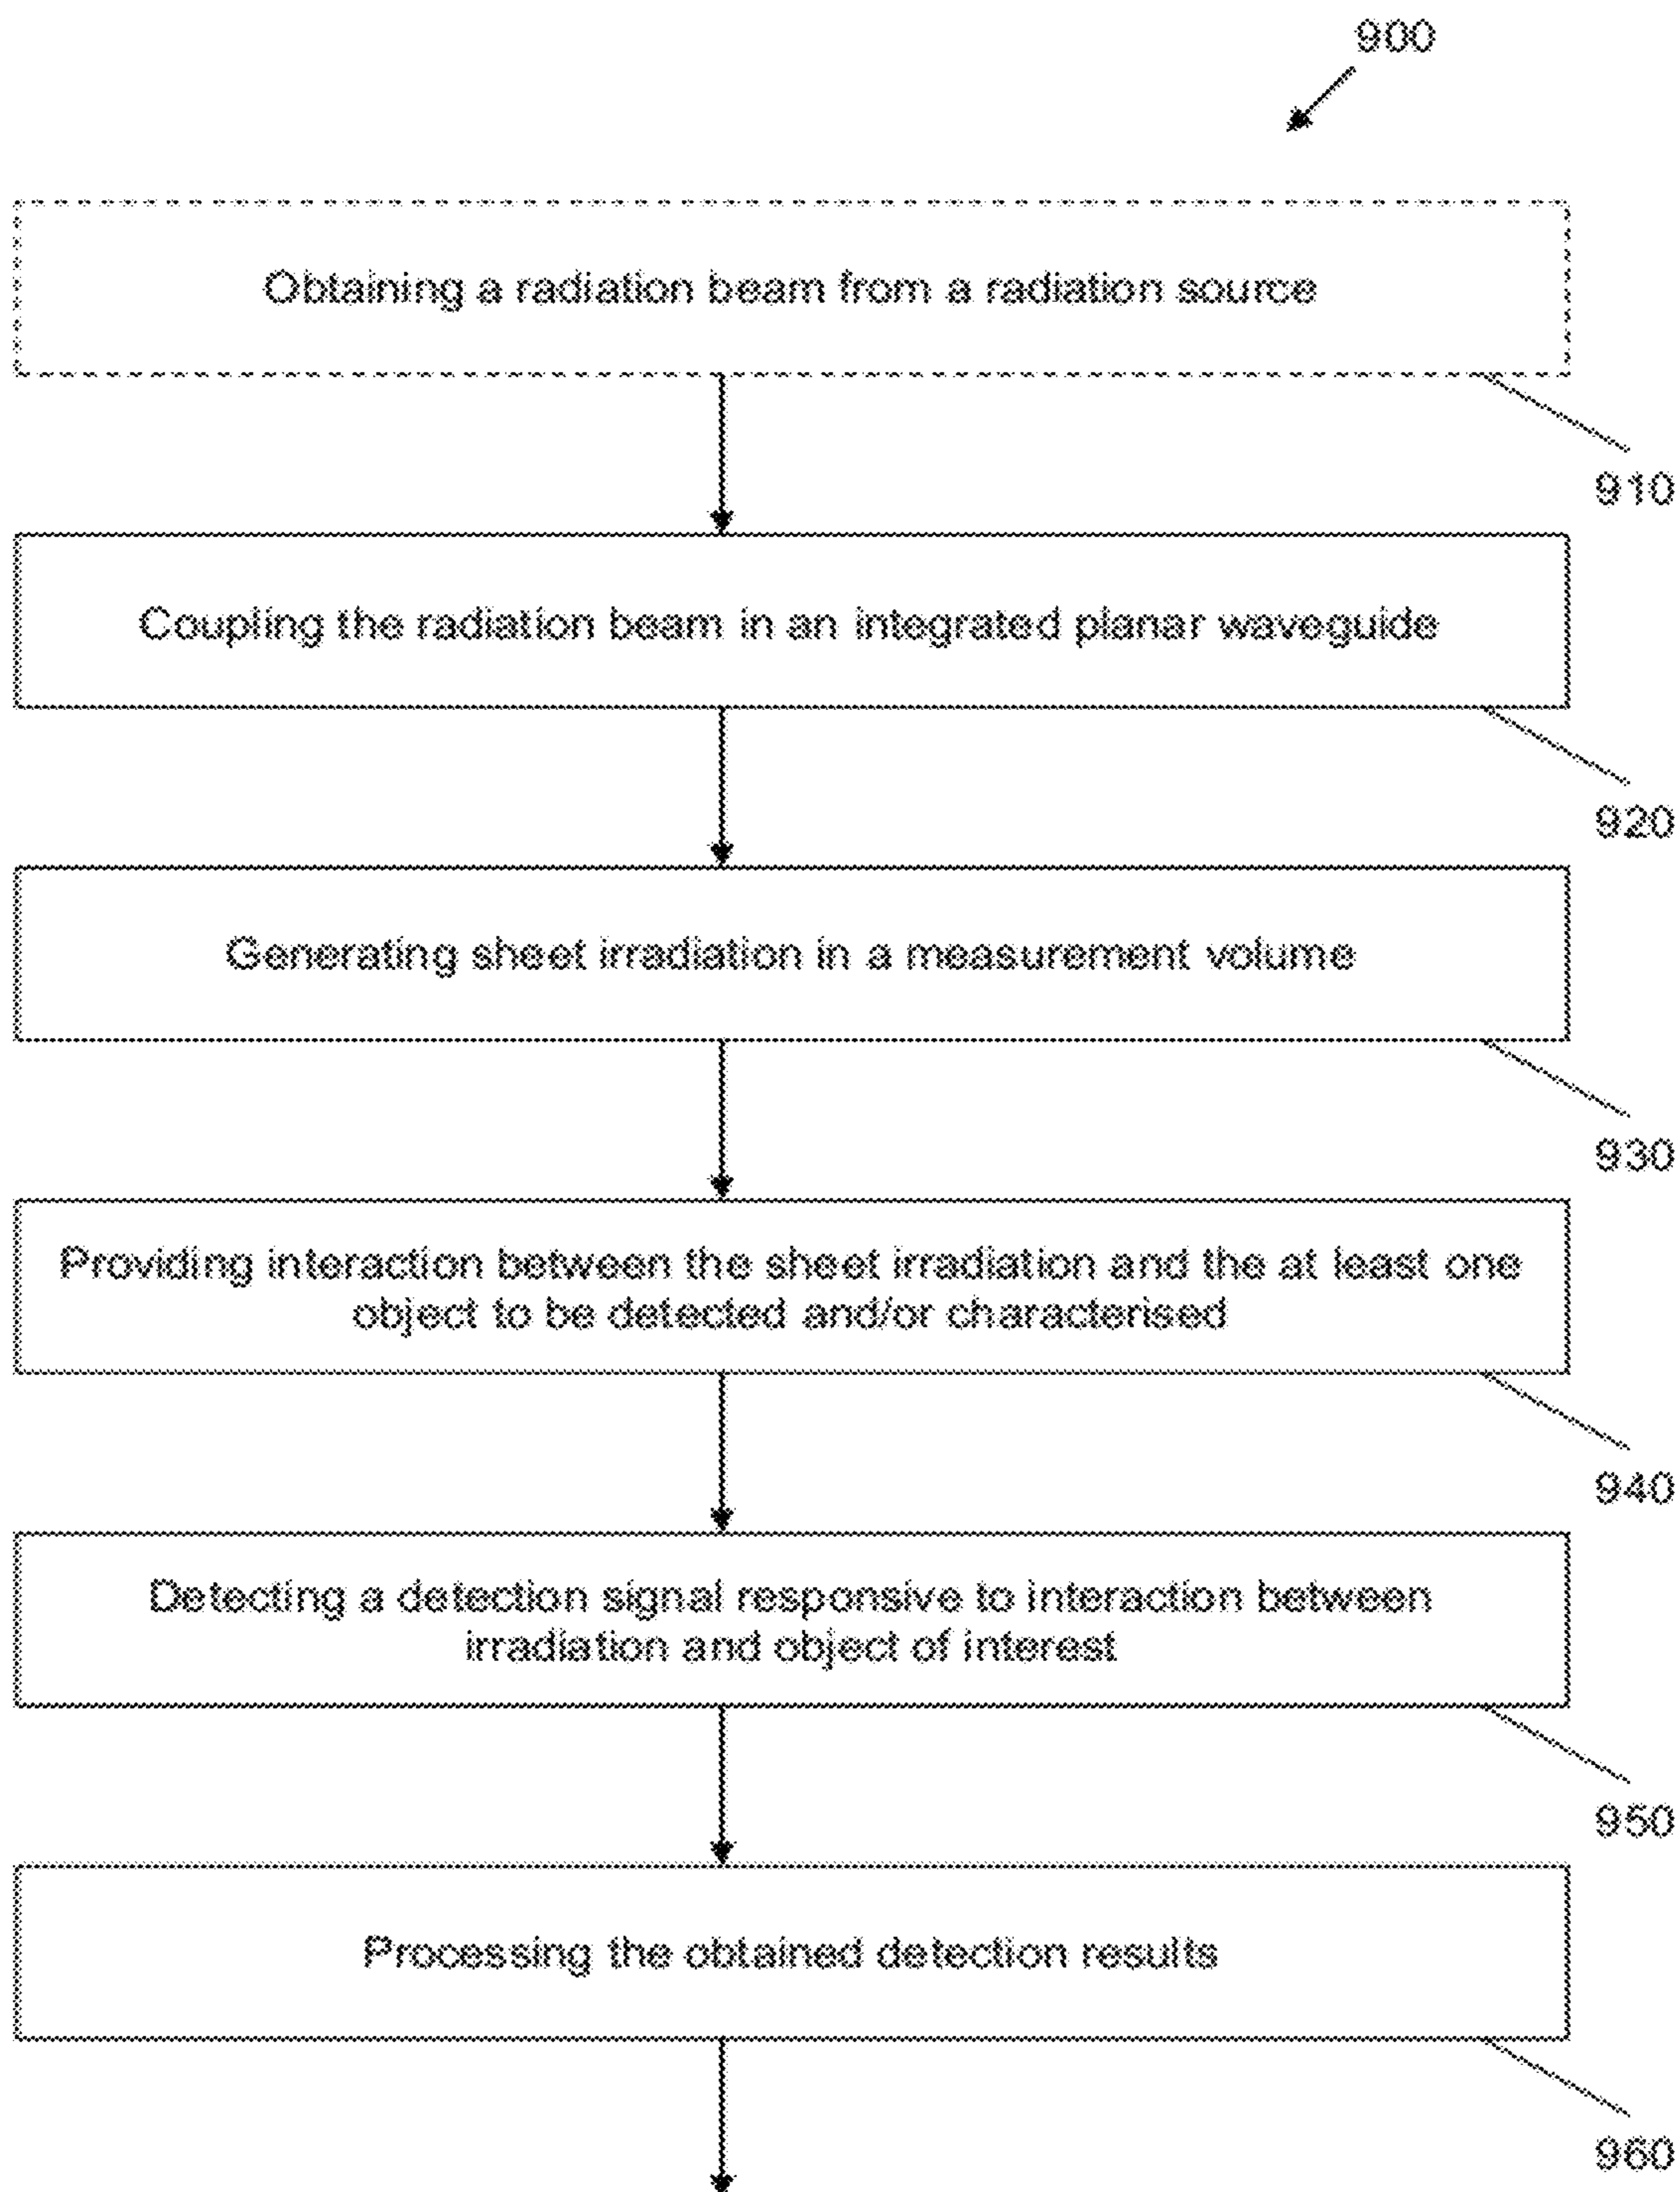 900
Obtaining a radiation beam from a radiation source
910
Coupling the radiation beam in an integrated planar waveguide
920
Generating sheet irradiation in a measurement volume
930
Providing interaction between the sheet irradiation and the at least one
object to be detected and/or characterised
940
Detecting a detection signal responsive to interaction between
irradiation and object of interest
950
Processing the obtained detection results
960